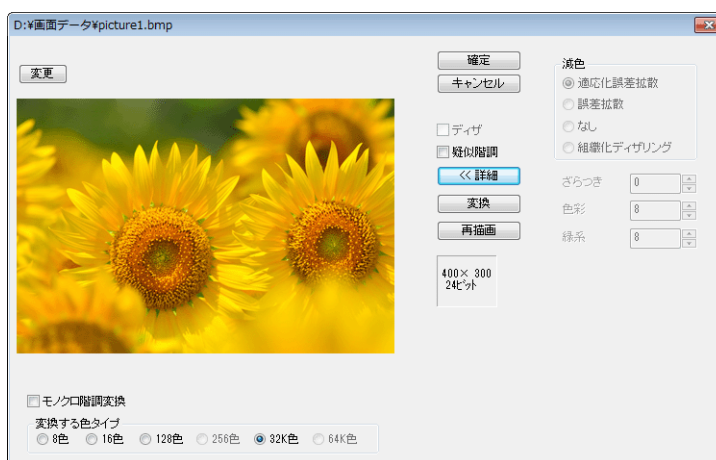 D:¥画面データ¥picture1.bmp
変更
確定
キャンセル
ディザ
疑似階調
<< 詳細
変換
再描画
400× 300
24ビット
減色
適応化誤差拡散
誤差拡散
なし
組織化ディザリング
ざらつき 0
色彩 8
緑系 8
モノクロ階調変換
変換する色タイプ
8色 16色 128色 256色 32K色 64K色